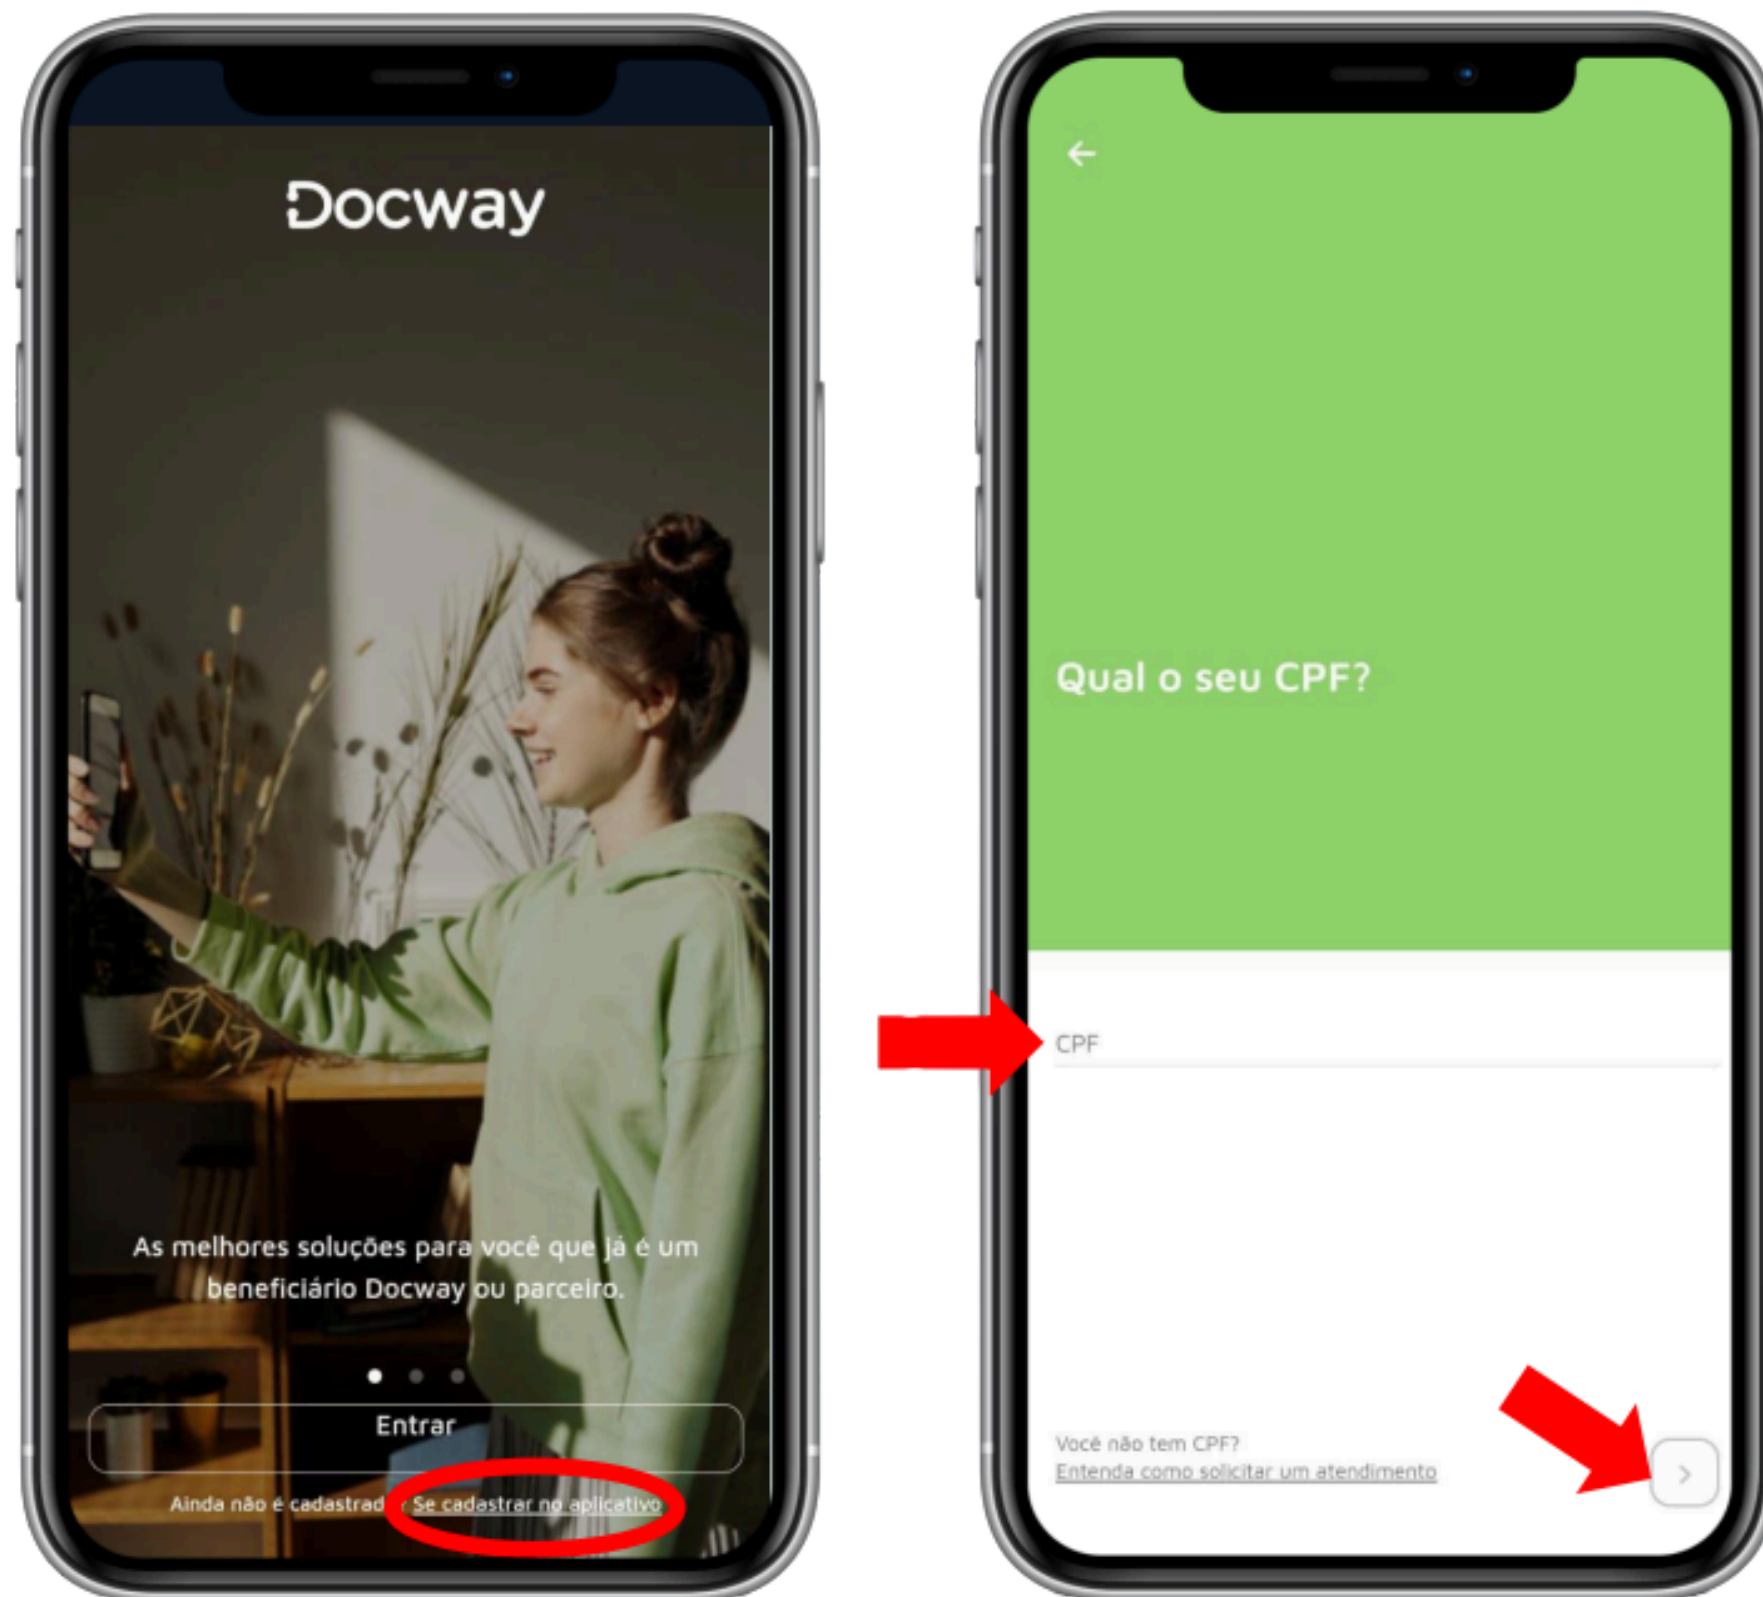 Docway
As melhores soluções para você que já é um
beneficiário Docway ou parceiro.
Entrar
Ainda não é cadastrad Se cadastrar no aplicativo
Qual o seu CPF?
CPF
Você não tem CPF?
Entenda como solicitar um atendimento